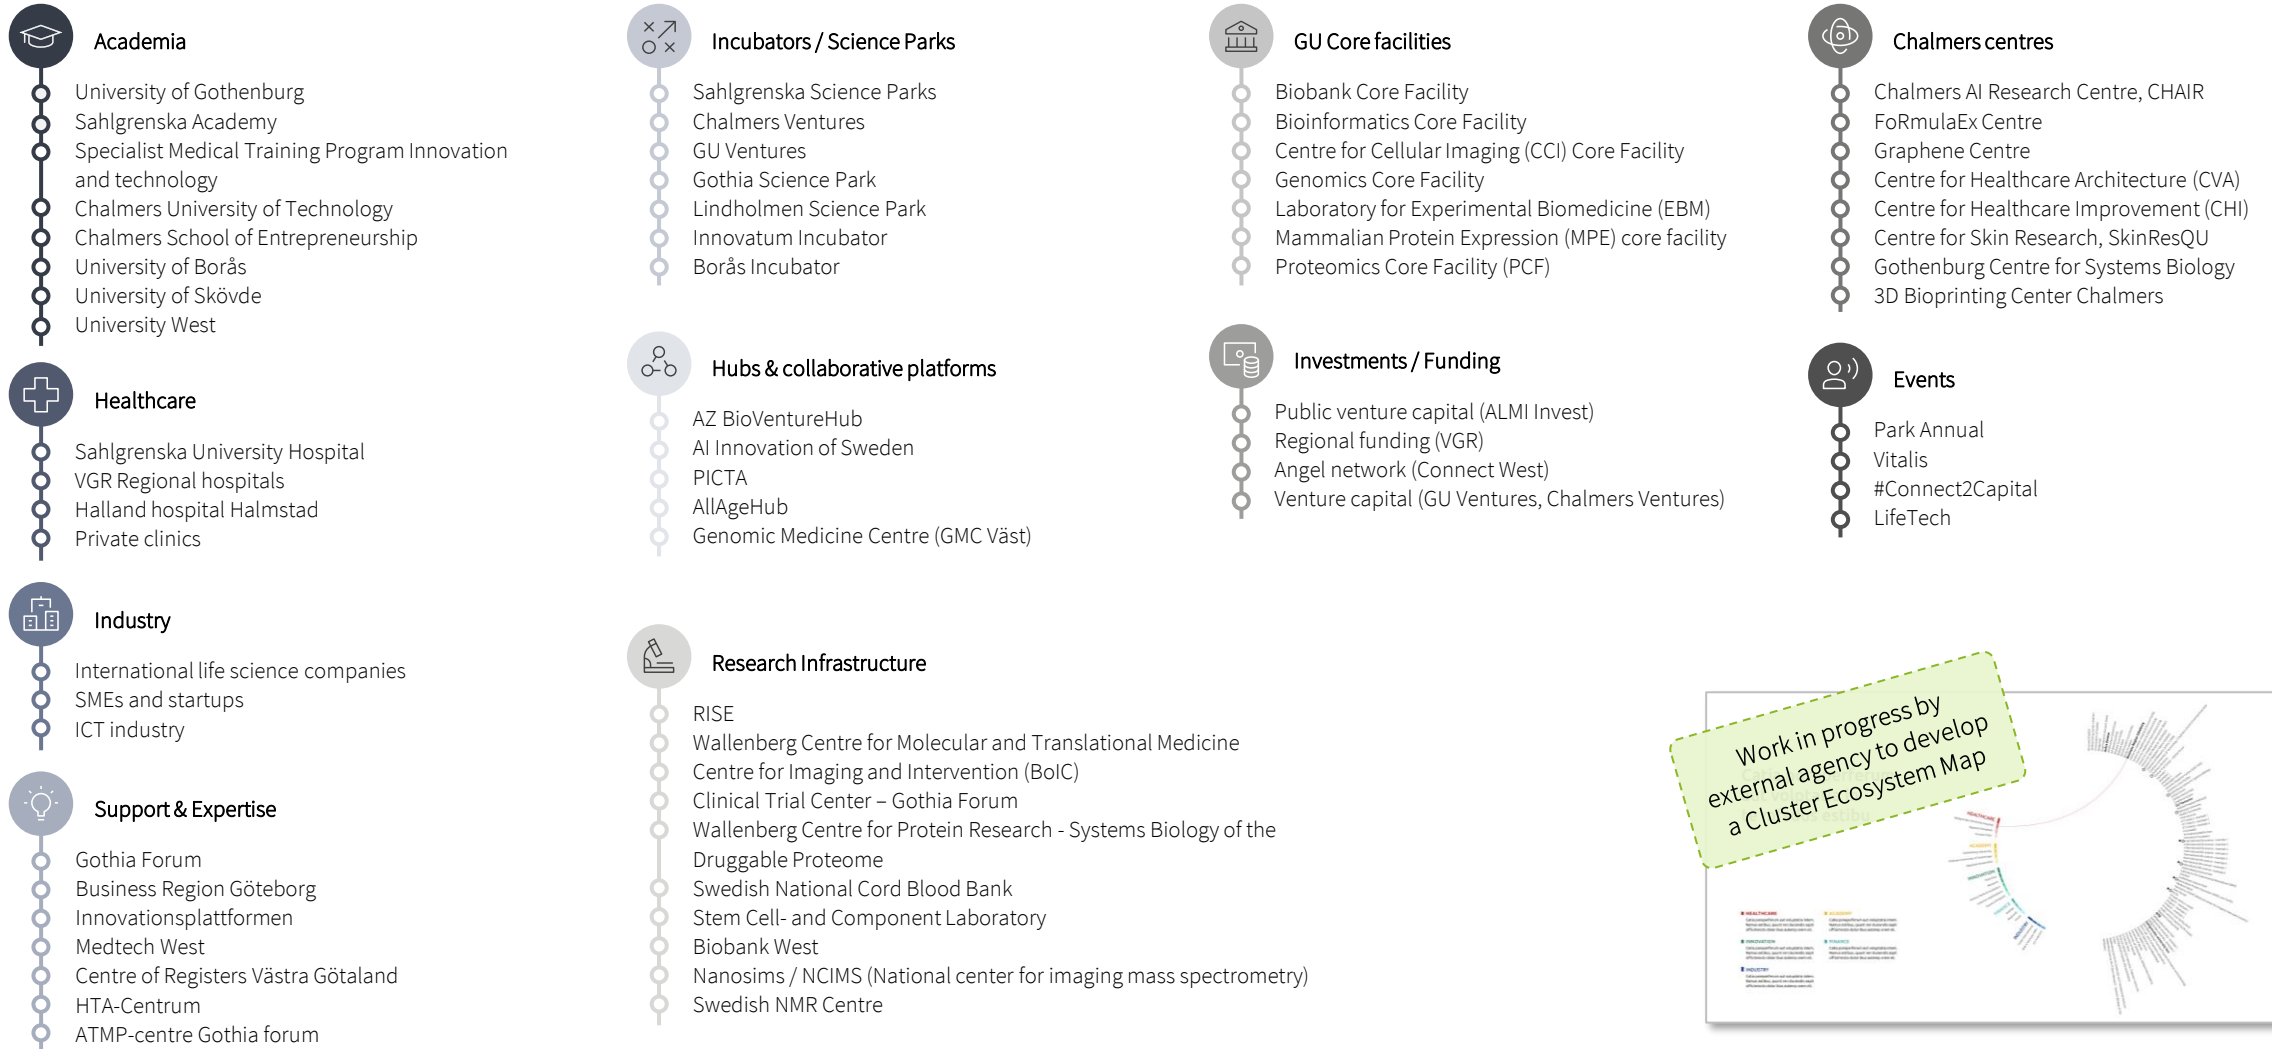 Academia
University of Gothenburg
Sahlgrenska Academy
Specialist Medical Training Program Innovation
and technology
Chalmers University of Technology
Chalmers School of Entrepreneurship
University of Borås
University of Skövde
University West
Healthcare
Sahlgrenska University Hospital
VGR Regional hospitals
Halland hospital Halmstad
Private clinics
Industry
International life science companies
SMEs and startups
ICT industry
Support & Expertise
Gothia Forum
Business Region Göteborg
Innovationsplattformen
Medtech West
Centre of Registers Västra Götaland
HTA-Centrum
ATMP-centre Gothia forum
Incubators / Science Parks
Sahlgrenska Science Parks
Chalmers Ventures
GU Ventures
Gothia Science Park
Lindholmen Science Park
Innovatum Incubator
Borås Incubator
Hubs & collaborative platforms
AZ BioVentureHub
AI Innovation of Sweden
PICTA
AllAgeHub
Genomic Medicine Centre (GMC Väst)
Research Infrastructure
RISE
Wallenberg Centre for Molecular and Translational Medicine
Centre for Imaging and Intervention (BoIC)
Clinical Trial Center – Gothia Forum
Wallenberg Centre for Protein Research - Systems Biology of the
Druggable Proteome
Swedish National Cord Blood Bank
Stem Cell- and Component Laboratory
Biobank West
Nanosims / NCIMS (National center for imaging mass spectrometry)
Swedish NMR Centre
GU Core facilities
Biobank Core Facility
Bioinformatics Core Facility
Centre for Cellular Imaging (CCI) Core Facility
Genomics Core Facility
Laboratory for Experimental Biomedicine (EBM)
Mammalian Protein Expression (MPE) core facility
Proteomics Core Facility (PCF)
Investments / Funding
Public venture capital (ALMI Invest)
Regional funding (VGR)
Angel network (Connect West)
Venture capital (GU Ventures, Chalmers Ventures)
Chalmers centres
Chalmers AI Research Centre, CHAIR
FoRmulaEx Centre
Graphene Centre
Centre for Healthcare Architecture (CVA)
Centre for Healthcare Improvement (CHI)
Centre for Skin Research, SkinResQU
Gothenburg Centre for Systems Biology
3D Bioprinting Center Chalmers
Events
Park Annual
Vitalis
#Connect2Capital
LifeTech
Work in progress by
external agency to develop
a Cluster Ecosystem Map
HEALTHCARE
ACADEMY
INNOVATION
FINANCE
INDUSTRY
HEALTHCARE
ACADEMY
INNOVATION
FINANCE
INDUSTRY